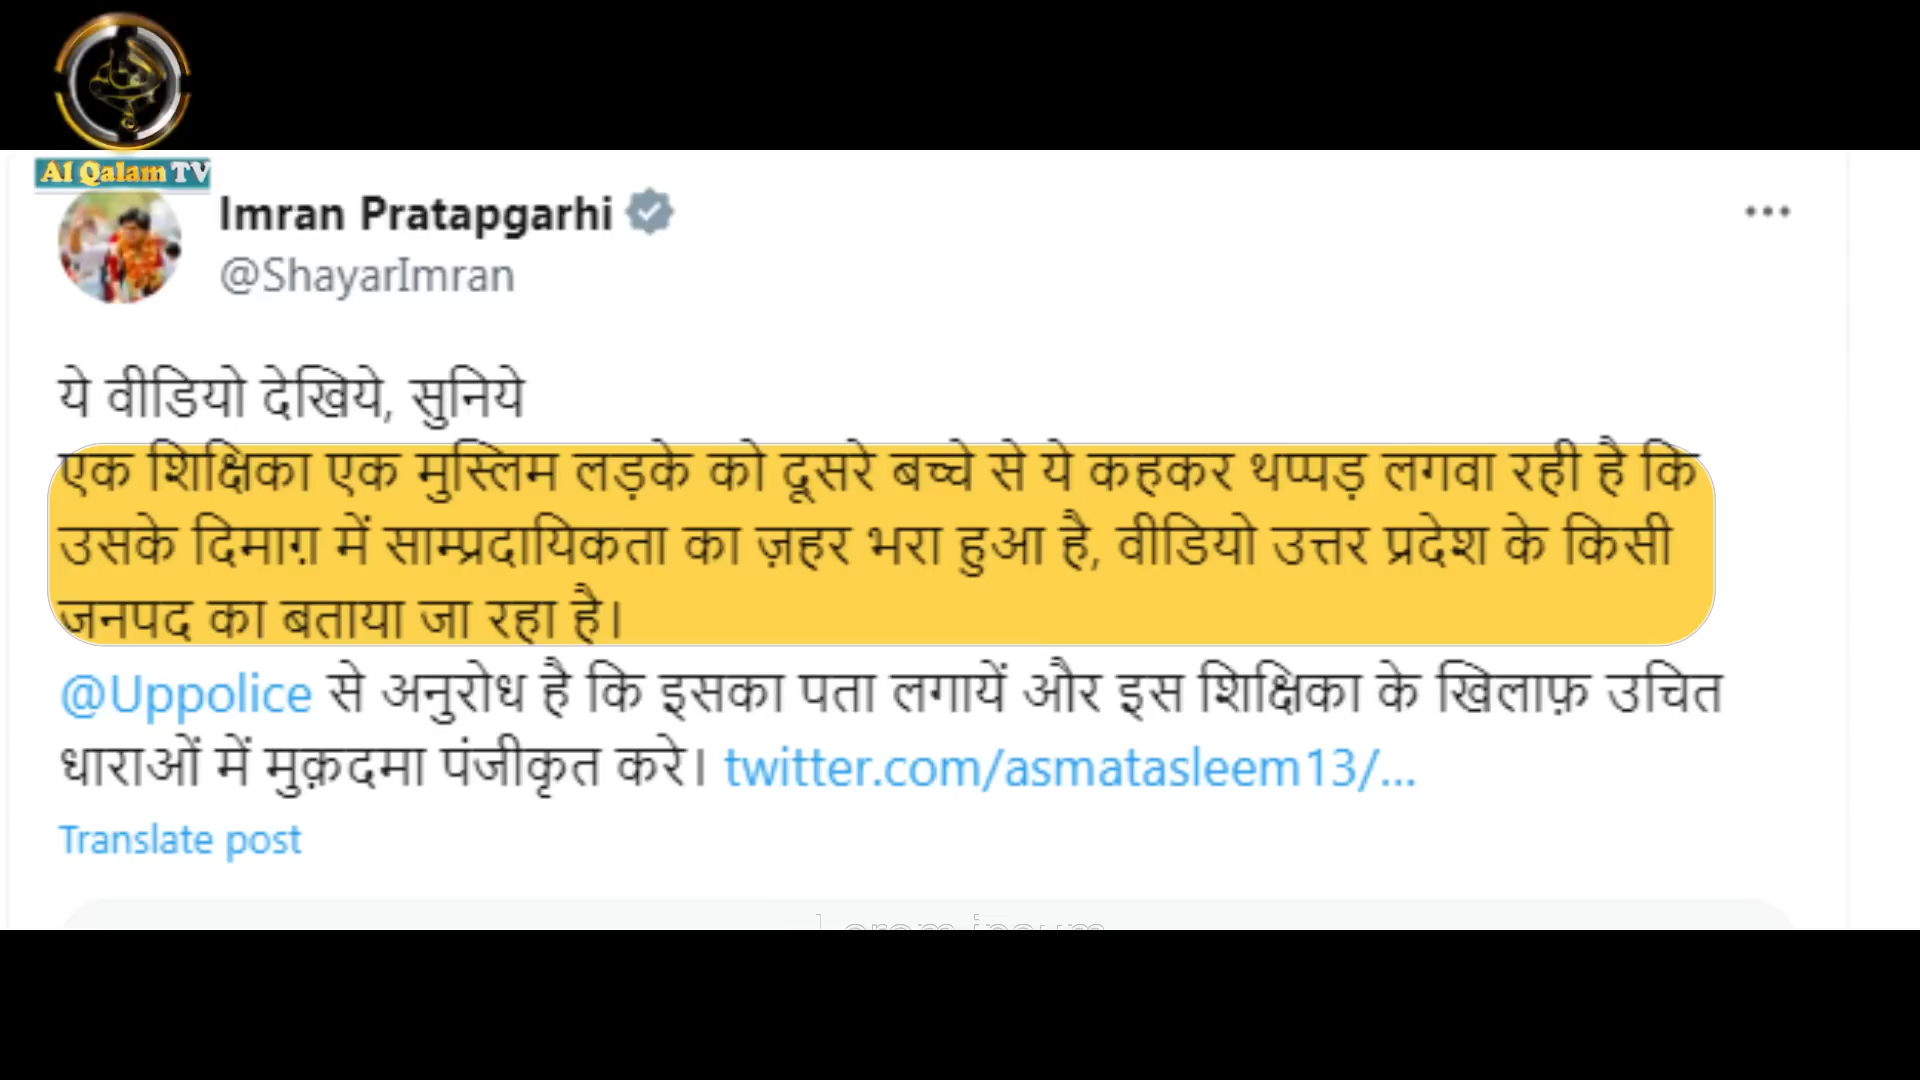 Al Qalam TV
Imran Pratapgarhi
@ShayarImran
ये वीडियो देखिये, सुनिये
एक शिक्षिका एक मुस्लिम लड़के को दूसरे बच्चे से ये कहकर थप्पड़ लगवा रही है कि
उसके दिमाग़ में साम्प्रदायिकता का ज़हर भरा हुआ है, वीडियो उत्तर प्रदेश के किसी
जनपद का बताया जा रहा है।
@Uppolice से अनुरोध है कि इसका पता लगायें और इस शिक्षिका के खिलाफ़ उचित
धाराओं में मुक़दमा पंजीकृत करे। twitter.com/asmatasleem13/...
Translate post
Lorem ipsum